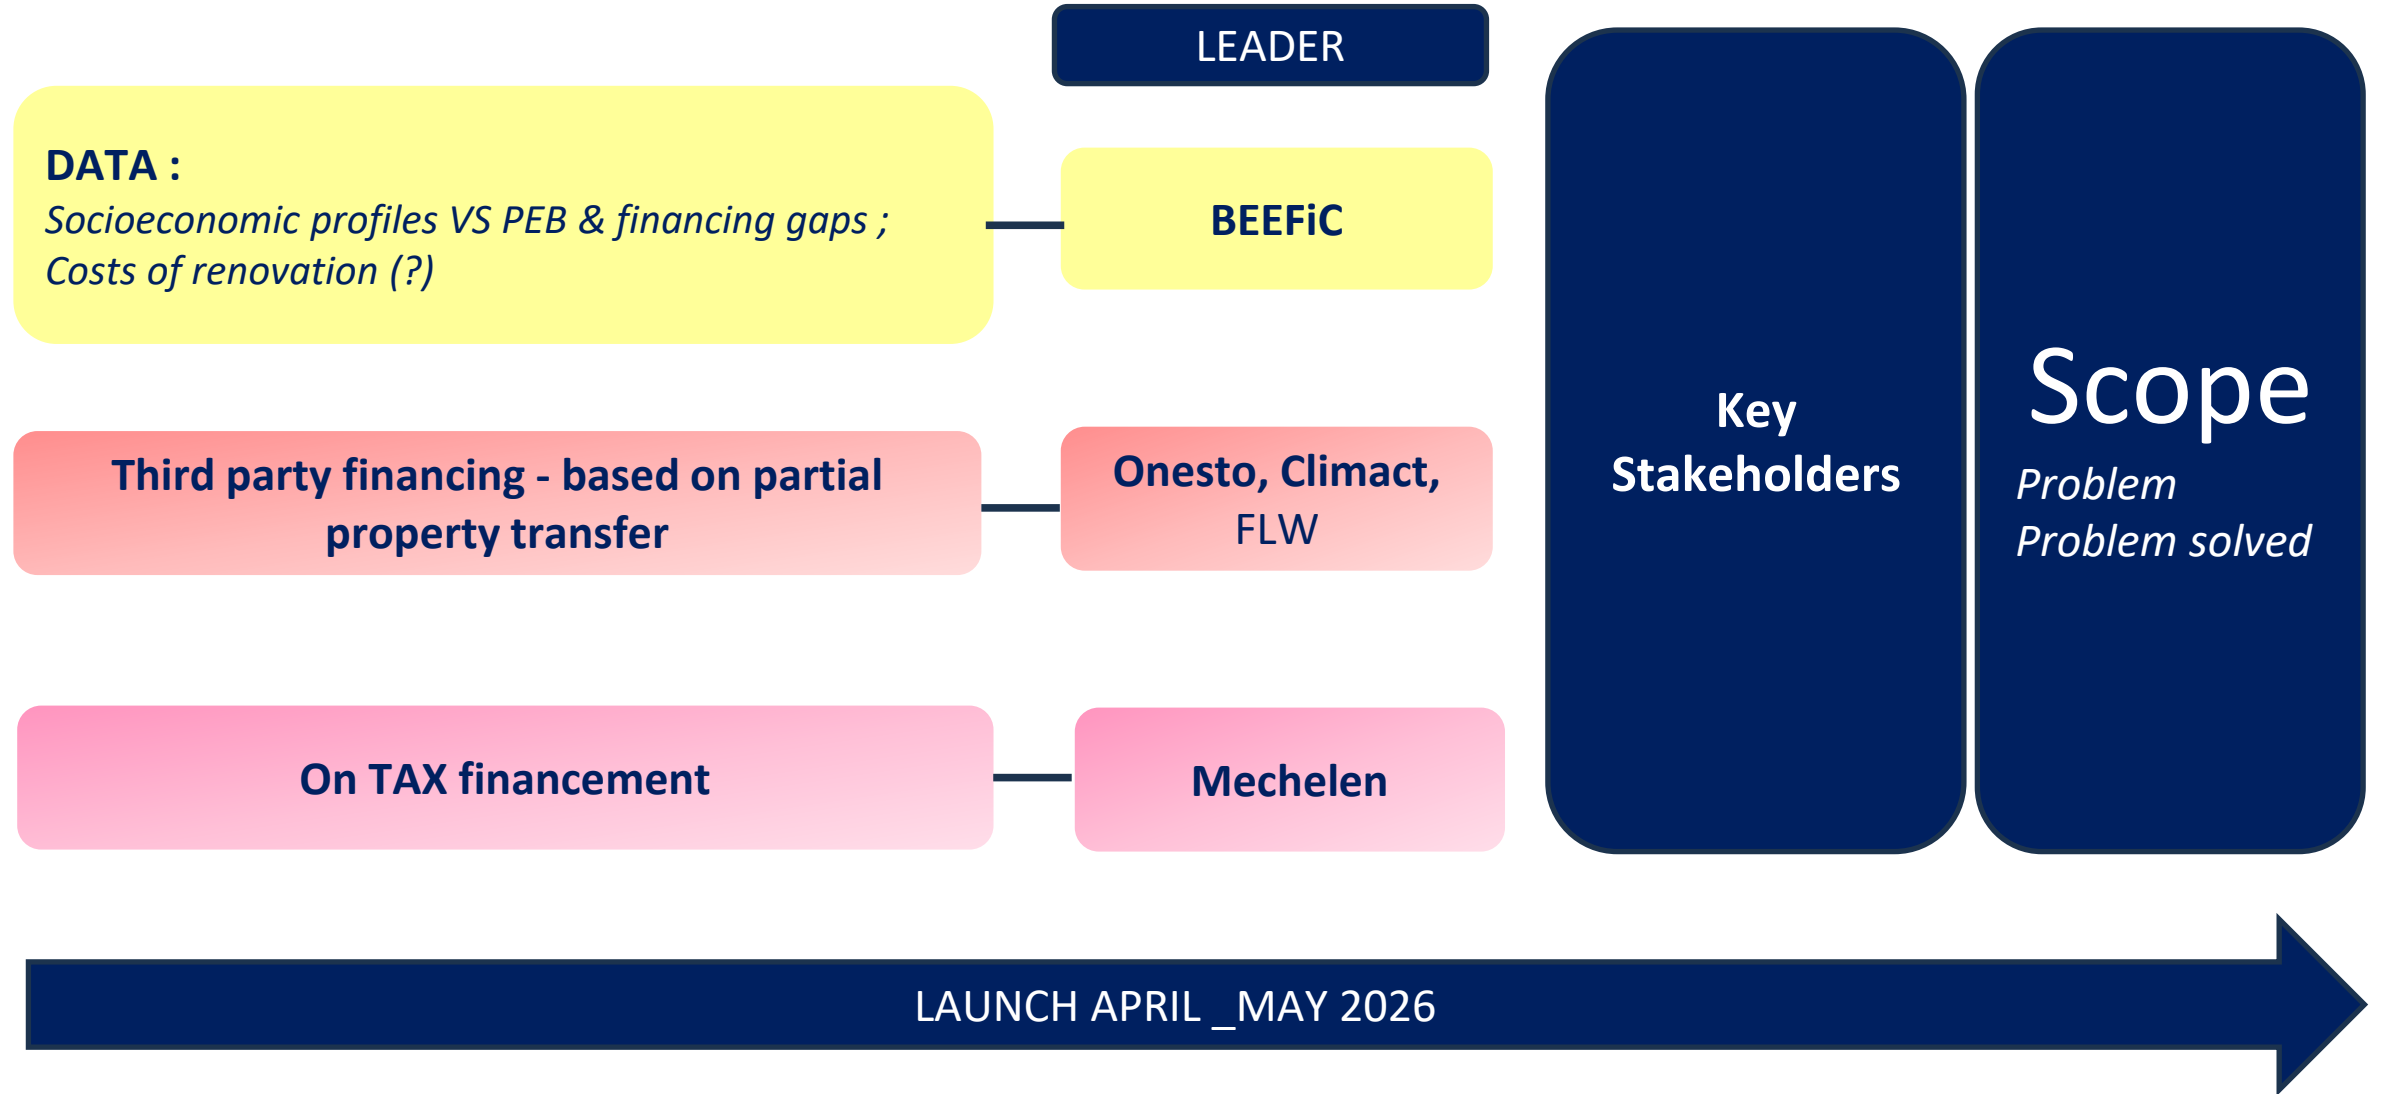 LEADER
DATA :
Socioeconomic profiles VS PEB & financing gaps ;
Costs of renovation (?)
BEEFiC
Third party financing - based on partial
property transfer
Onesto, Climact,
FLW
On TAX financement
Mechelen
Key
Stakeholders
Scope
Problem
Problem solved
LAUNCH APRIL _MAY 2026